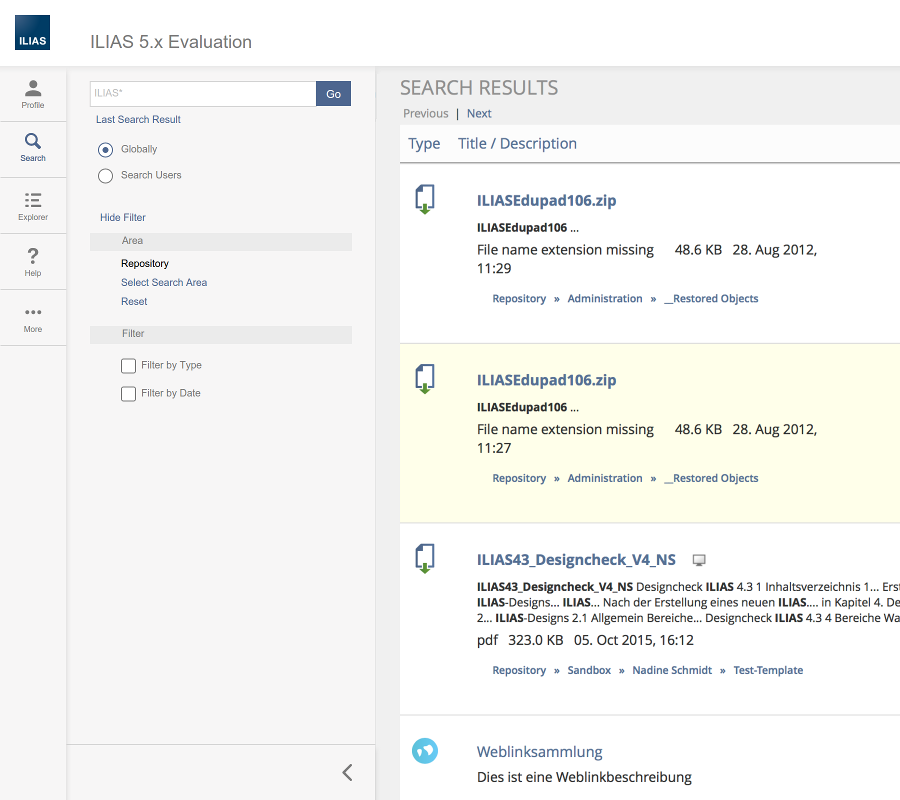 ILIAS
ILIAS 5.x Evaluation
Profile
Search
Explorer
Help
More
ILIAS*
Go
Last Search Result
Globally
Search Users
Hide Filter
Area
Repository
Select Search Area
Reset
Filter
Filter by Type
Filter by Date
SEARCH RESULTS
Previous | Next
Type Title / Description
ILIASEdupad106.zip
ILIASEdupad106 ...
File name extension missing 48.6 KB 28. Aug 2012,
11:29
Repository » Administration » __Restored Objects
ILIASEdupad106.zip
ILIASEdupad106 ...
File name extension missing 48.6 KB 28. Aug 2012,
11:27
Repository » Administration » __Restored Objects
ILIAS43_Designcheck_V4_NS
ILIAS43_Designcheck_V4_NS Designcheck ILIAS 4.3 1 Inhaltsverzeichnis 1... Erst
ILIAS-Designs... ILIAS... Nach der Erstellung eines neuen ILIAS.... in Kapitel 4. De
2... ILIAS-Designs 2.1 Allgemein Bereiche... Designcheck ILIAS 4.3 4 Bereiche Wa
pdf 323.0 KB 05. Oct 2015, 16:12
Repository » Sandbox » Nadine Schmidt » Test-Template
Weblinksammlung
Dies ist eine Weblinkbeschreibung